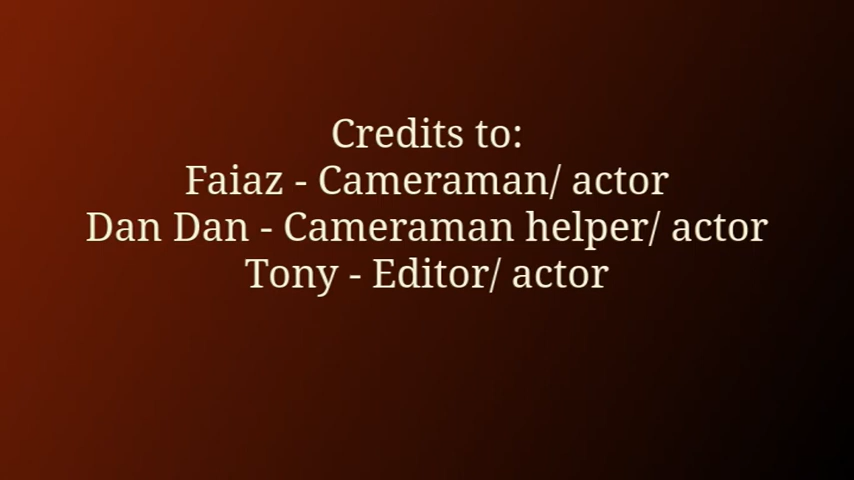 Credits to:
Faiaz - Cameraman/ actor
Dan Dan - Cameraman helper/ actor
Tony - Editor/ actor